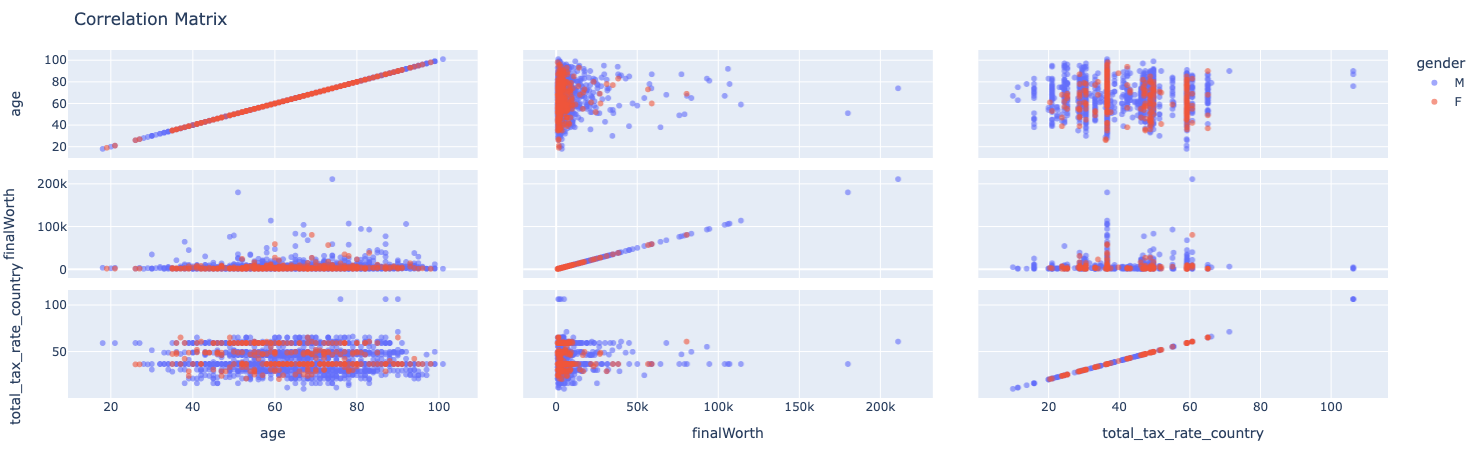 Correlation Matrix
gender
M
F
age
100
80
60
40
20
finalWorth
200k
100k
0
total_tax_rate_country
100
50
20
40
60
80
100
0
50k
100k
150k
200k
20
40
60
80
100
age
finalWorth
total_tax_rate_country